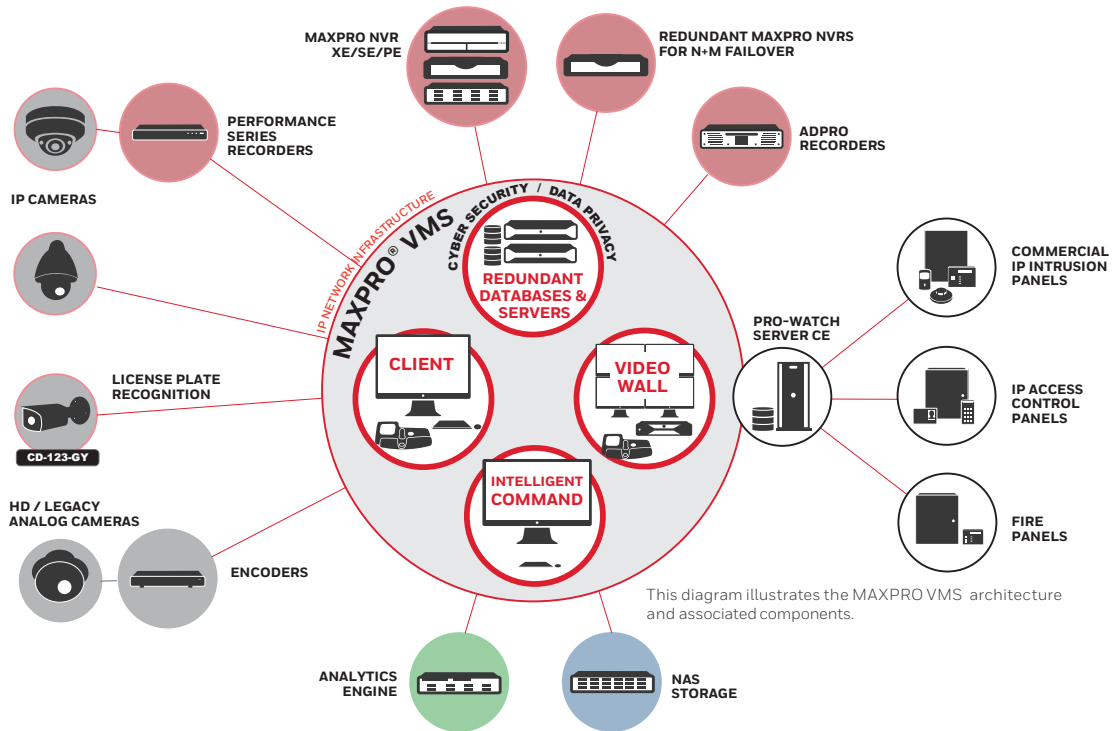 MAXPRO NVR
XE/SE/PE
REDUNDANT MAXPRO NVRS
FOR N+M FAILOVER
PERFORMANCE
SERIES
RECORDERS
ADPRO
RECORDERS
IP CAMERAS
IP NETWORK INFRASTRUCTURE
MAXPRO® VMS
CYBER SECURITY / DATA PRIVACY
REDUNDANT
DATABASES &
SERVERS
COMMERCIAL
IP INTRUSION
PANELS
PRO-WATCH
SERVER CE
CLIENT
VIDEO
WALL
LICENSE PLATE
RECOGNITION
IP ACCESS
CONTROL
PANELS
CD-123-GY
INTELLIGENT
COMMAND
HD / LEGACY
ANALOG CAMERAS
ENCODERS
FIRE
PANELS
This diagram illustrates the MAXPRO VMS architecture
and associated components.
ANALYTICS
ENGINE
NAS
STORAGE